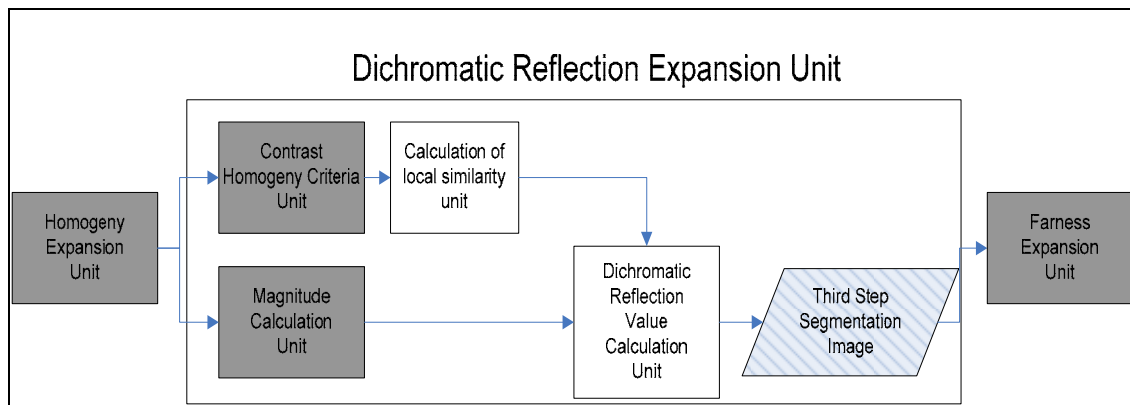 Dichromatic Reflection Expansion Unit
Homogeny
Expansion
Unit
Contrast
Homogeny Criteria
Unit
Calculation of
local similarity
unit
Magnitude
Calculation
Unit
Dichromatic
Reflection
Value
Calculation
Unit
Third Step
Segmentation
Image
Farness
Expansion
Unit